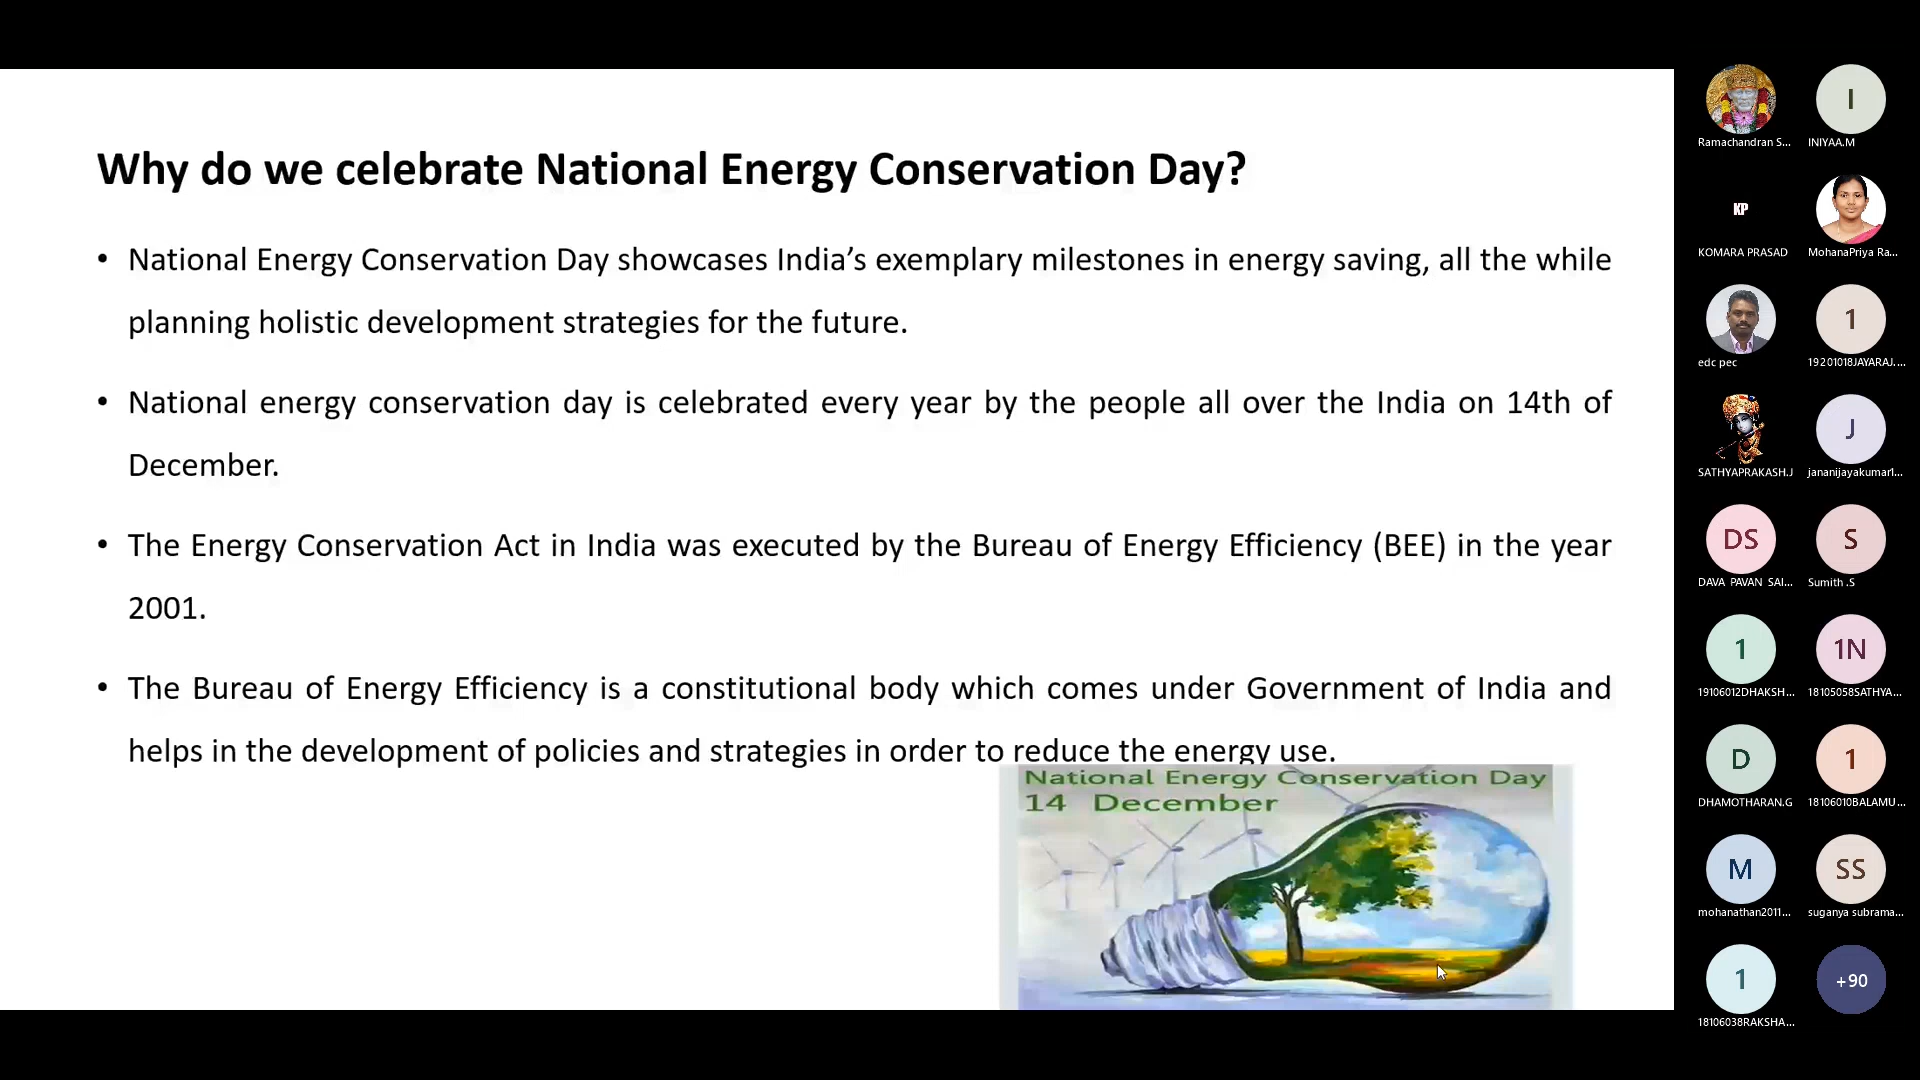 Why do we celebrate National Energy Conservation Day?
• National Energy Conservation Day showcases India’s exemplary milestones in energy saving, all the while
planning holistic development strategies for the future.
• National energy conservation day is celebrated every year by the people all over the India on 14th of
December.
• The Energy Conservation Act in India was executed by the Bureau of Energy Efficiency (BEE) in the year
2001.
• The Bureau of Energy Efficiency is a constitutional body which comes under Government of India and
helps in the development of policies and strategies in order to reduce the energy use.
National Energy Conservation Day
14 December
Ramachandran S...
I
INIYAA.M
KP
KOMARA PRASAD
MohanaPriya Ra...
edc pec
1
19201018JAYARAJ....
SATHYAPRAKASH.J
J
jananijayakumar1...
DS
DAVA PAVAN SAI...
S
Sumith .S
1
19106012DHAKSH...
1N
18105058SATHYA...
D
DHAMOTHARAN.G
1
18106010BALAMU...
M
mohanathan2011...
SS
suganya subrama...
1
18106038RAKSHA...
+90